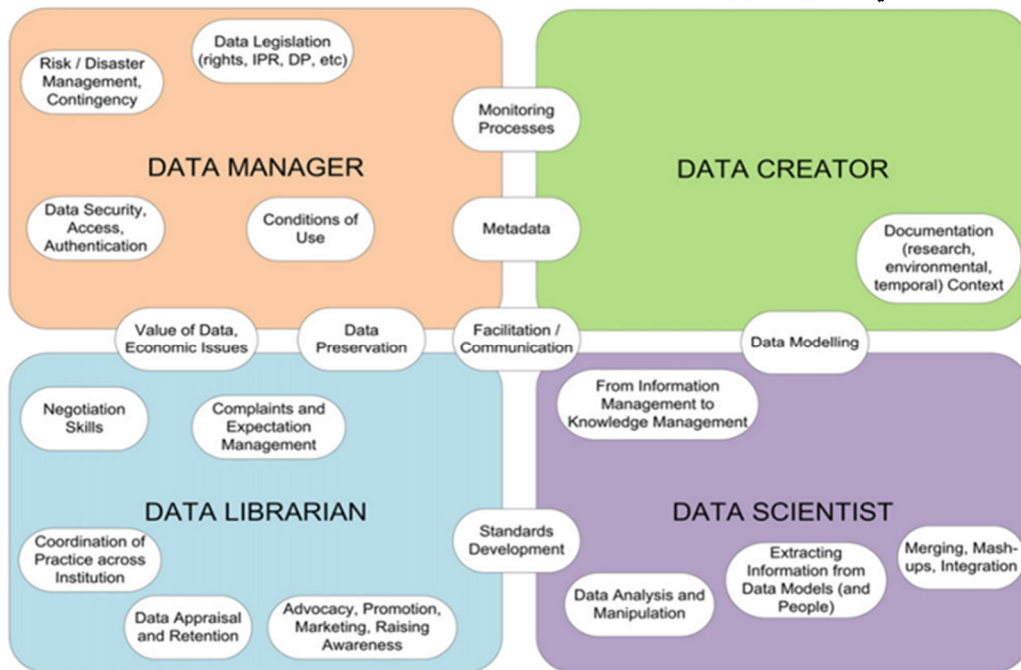 Data Legislation
(rights, IPR, DP, etc)
Risk / Disaster
Management,
Contingency
Monitoring
Processes
DATA MANAGER
DATA CREATOR
Data Security,
Access,
Authentication
Conditions of
Use
Metadata
Documentation
(research,
environmental,
temporal) Context
Value of Data,
Economic Issues
Data
Preservation
Facilitation /
Communication
Data Modelling
From Information
Management to
Knowledge Management
Negotiation
Skills
Complaints and
Expectation
Management
DATA LIBRARIAN
DATA SCIENTIST
Standards
Development
Coordination of
Practice across
Institution
Extracting
Information from
Data Models (and
People)
Merging, Mash-
ups, Integration
Data Analysis and
Manipulation
Data Appraisal
and Retention
Advocacy, Promotion,
Marketing, Raising
Awareness